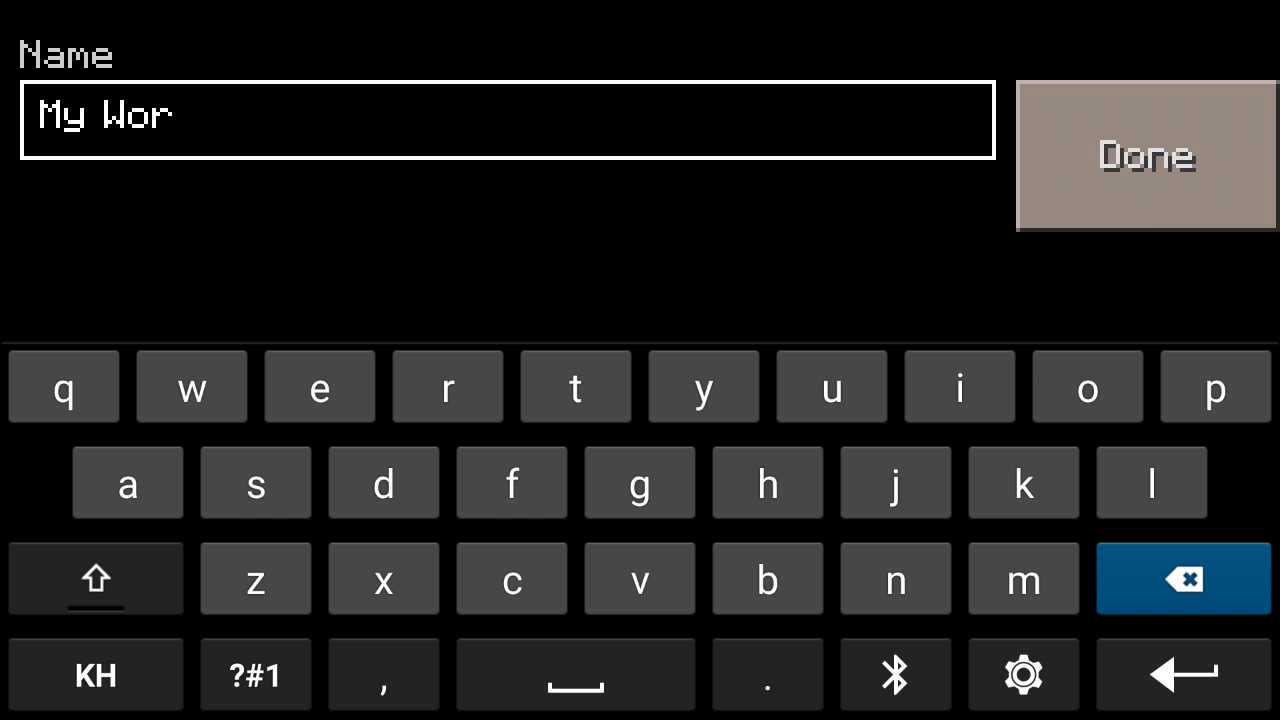 Name
My Wor
Done
q w e r t y u i o p
a s d f g h j k l
z x c v b n m
KH ?#1 , .